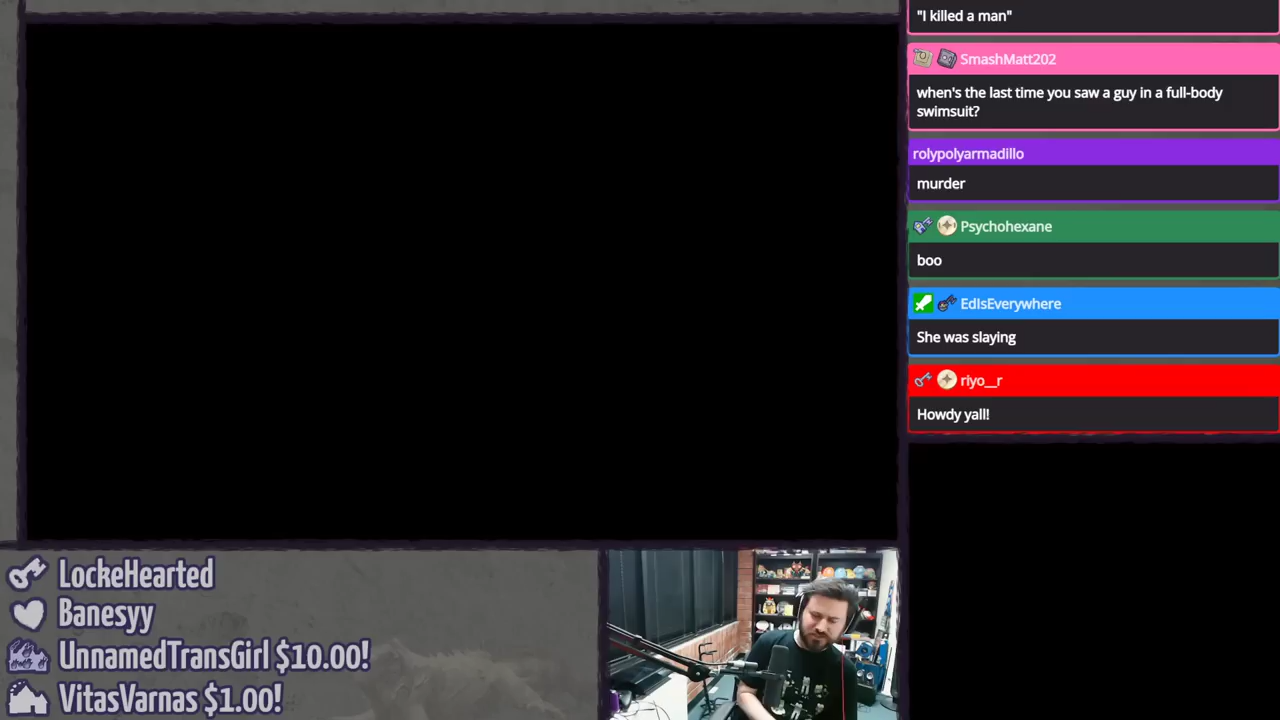 "I killed a man"
SmashMatt202
when's the last time you saw a guy in a full-body
swimsuit?
rolypolyarmadillo
murder
Psychohexane
boo
EdIsEverywhere
She was slaying
riyo__r
Howdy yall!
LockeHearted
Banesyy
UnnamedTransGirl $10.00!
VitasVarnas $1.00!